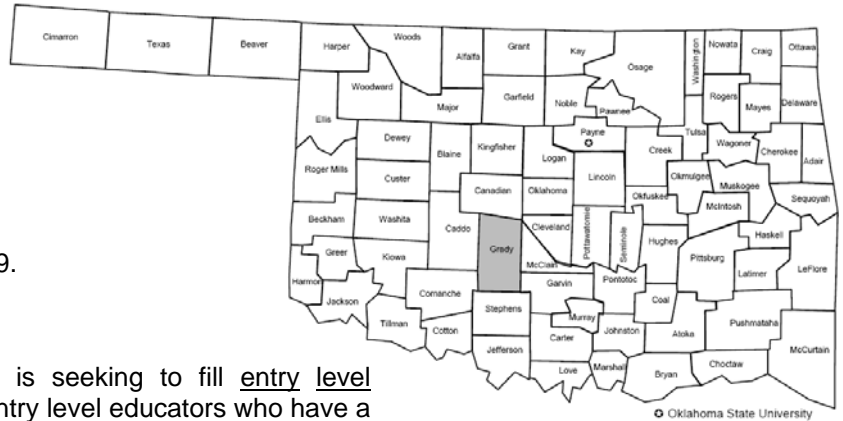 Cimarron Texas Beaver Harper Woods Alfalfa Grant Kay Osage Washington Nowata Craig Ottawa
Woodward Major Garfield Noble Pawnee Rogers Mayes Delaware
Ellis Dewey Blaine Kingfisher Logan Payne Creek Tulsa Wagoner Cherokee Adair
Roger Mills Custer Canadian Oklahoma Lincoln Okfuskee Okmulgee Muskogee McIntosh Sequoyah
Beckham Washita Caddo Grady Cleveland Pottawatomie Seminole Hughes Pittsburg Haskell
9.
Harmon Greer Kiowa Comanche McClain Garvin Pontotoc Coal Latimer LeFlore
Jackson Tillman Cotton Stephens Murray Carter Johnston Atoka Pushmataha
Jefferson Love Marshall Bryan Choctaw McCurtain
is seeking to fill entry level
ntry level educators who have a
Oklahoma State University